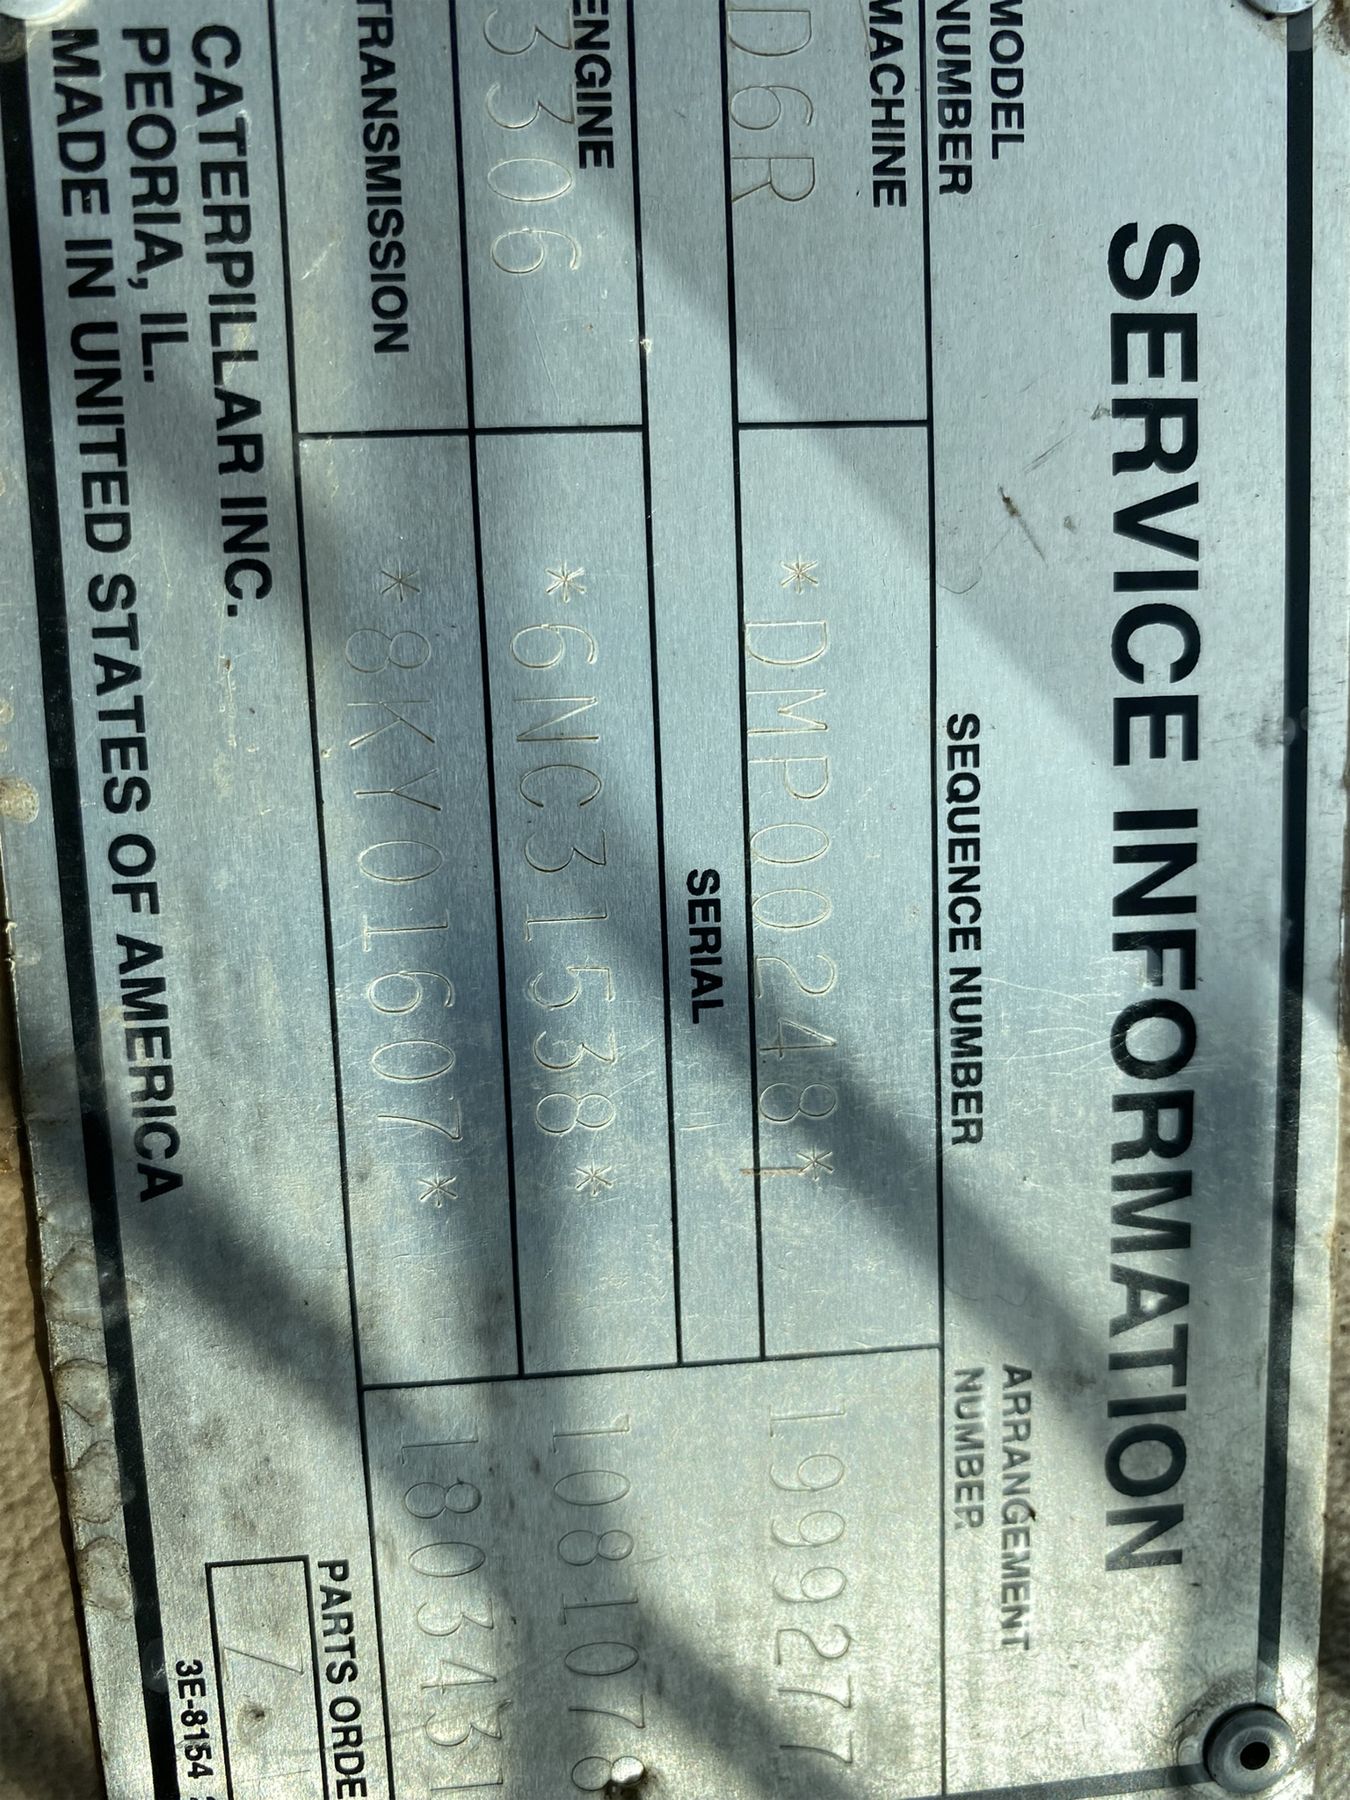 SERVICE INFORMATION
MODEL NUMBER SEQUENCE NUMBER ARRANGEMENT NUMBER
MACHINE
D6R *DMP00248* 1999277
SERIAL
ENGINE
3306 *6NC31538* 1081078
TRANSMISSION *8KY01607* 1803431
CATERPILLAR INC. PARTS ORDE
PEORIA, IL.
MADE IN UNITED STATES OF AMERICA 3E-8154